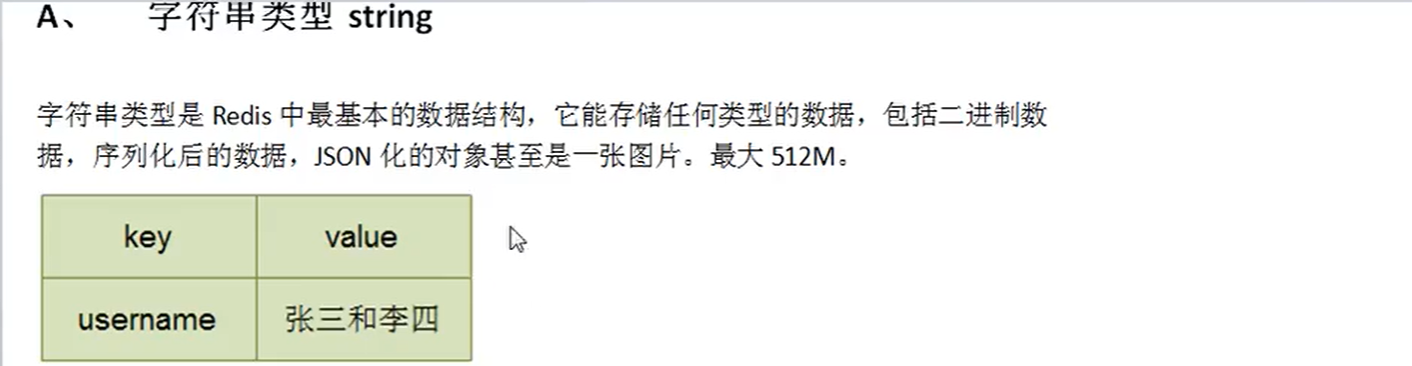 A、 字符串类型 string
字符串类型是 Redis 中最基本的数据结构，它能存储任何类型的数据，包括二进制数
据，序列化后的数据，JSON 化的对象甚至是一张图片。最大 512M。
key value
username 张三和李四